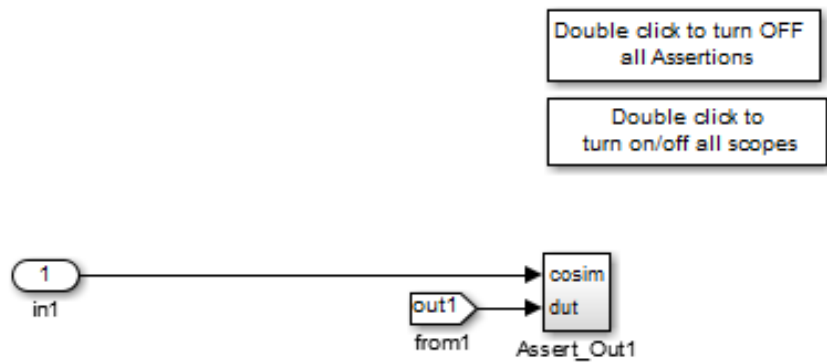 Double click to turn OFF
all Assertions
Double click to
turn on/off all scopes
1
in1
out1
from1
cosim
dut
Assert_Out1